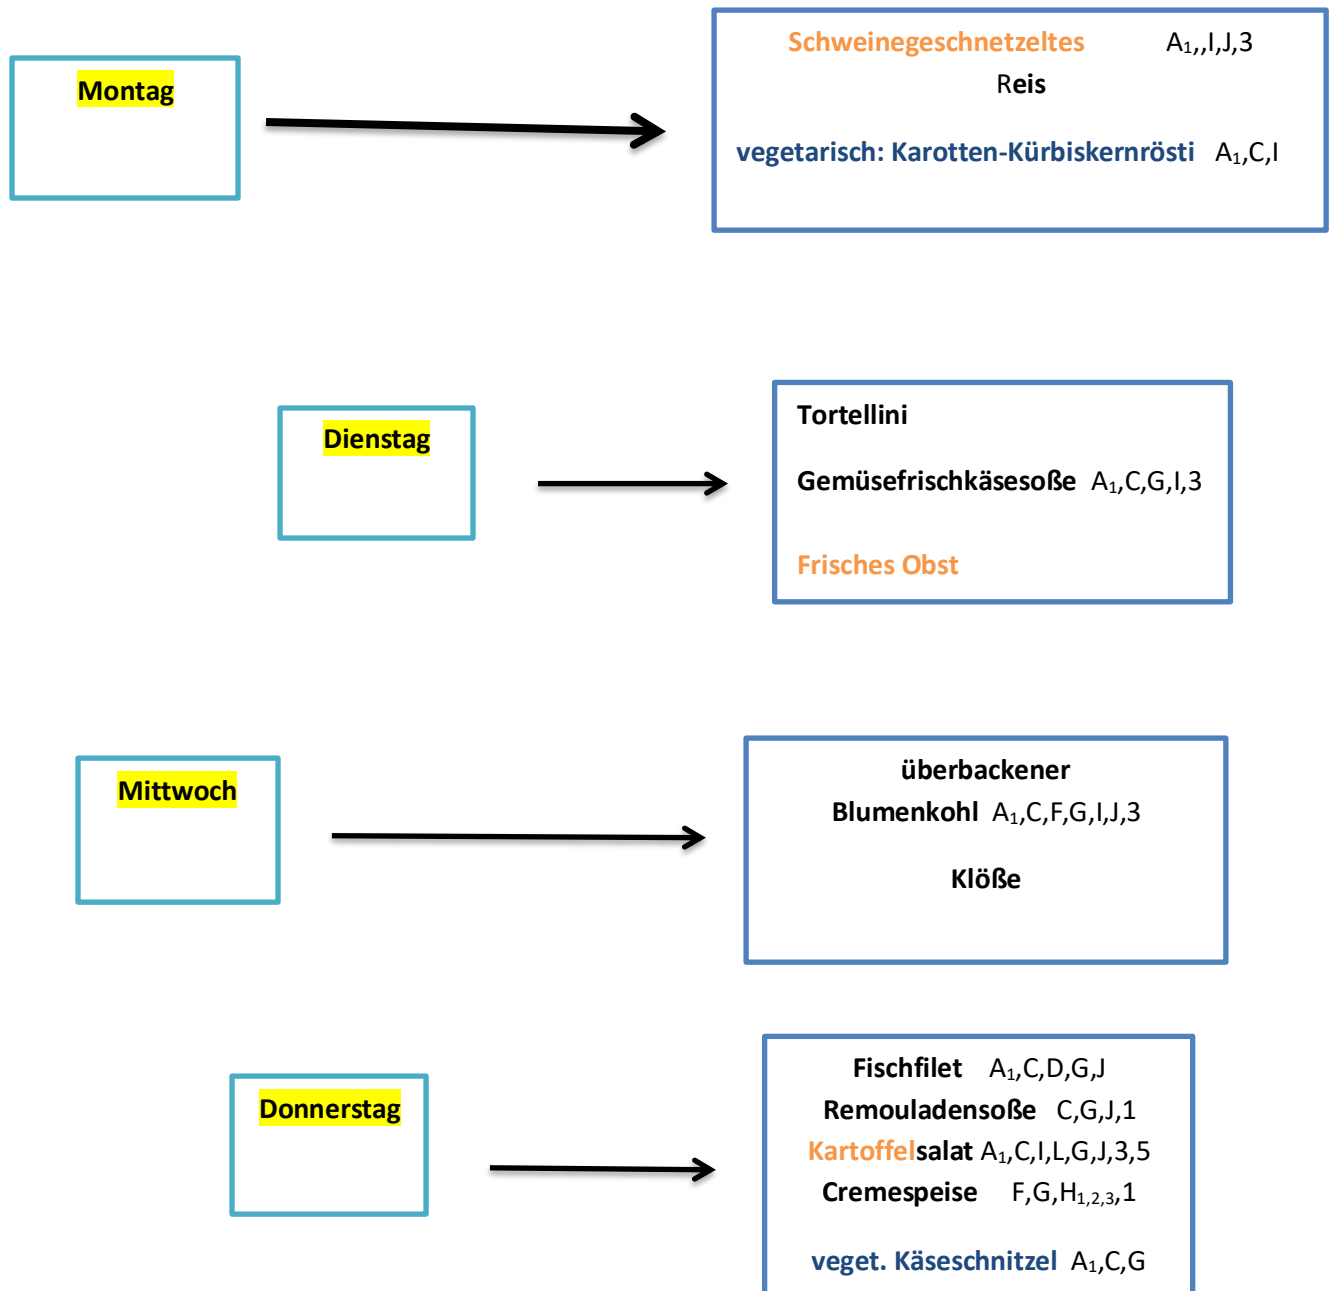 Montag
Schweinegeschnetzeltes A₁,,I,J,3
Reis
vegetarisch: Karotten-Kürbiskernrösti A₁,C,I
Dienstag
Tortellini
Gemüsefrischkäsesoße A₁,C,G,I,3
Frisches Obst
Mittwoch
überbackener
Blumenkohl A₁,C,F,G,I,J,3
Klöße
Donnerstag
Fischfilet A₁,C,D,G,J
Remouladensoße C,G,J,1
Kartoffelsalat A₁,C,I,L,G,J,3,5
Cremespeise F,G,H₁,₂,₃,1
veget. Käseschnitzel A₁,C,G